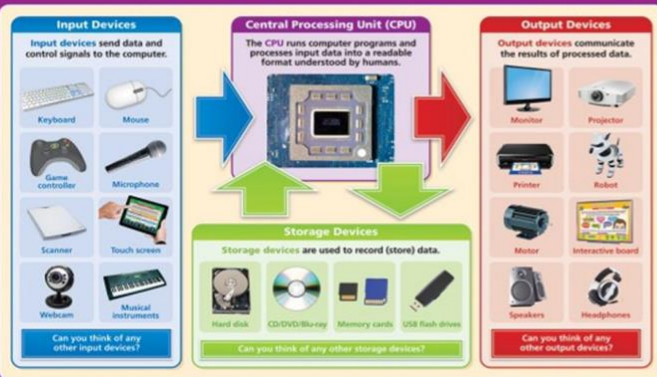 Input Devices
Input devices send data and
control signals to the computer.
Keyboard
Mouse
Game
controller
Microphone
Scanner
Touch screen
Webcam
Musical
instruments
Can you think of any
other input devices?
Central Processing Unit (CPU)
The CPU runs computer programs and
processes input data into a readable
format understood by humans.
Storage Devices
Storage devices are used to record (store) data.
Hard disk
CD/DVD/Blu-ray
Memory cards
USB flash drives
Can you think of any other storage devices?
Output Devices
Output devices communicate
the results of processed data.
Monitor
Projector
Printer
Robot
Motor
Interactive board
Speakers
Headphones
Can you think of any
other output devices?